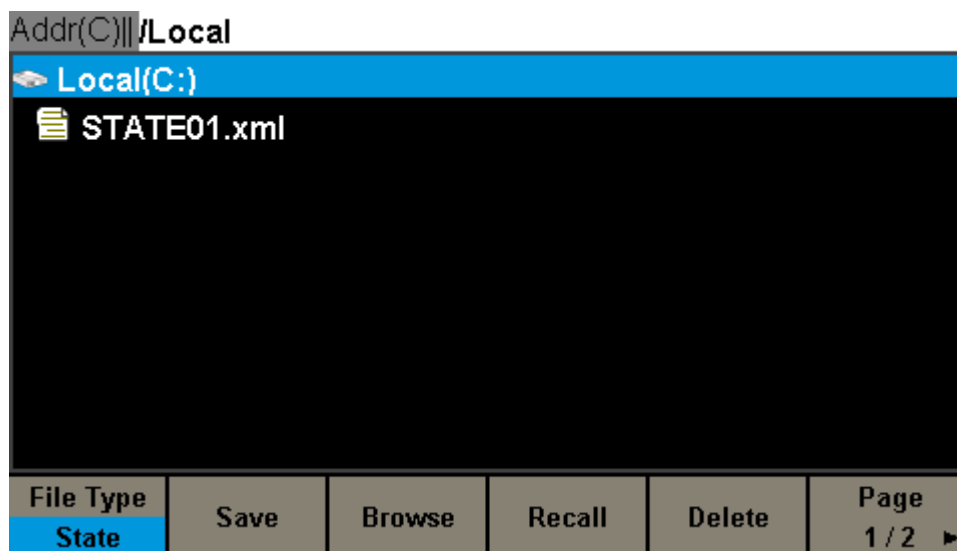 Addr(C)|| /Local
Local(C:)
STATE01.xml
File Type
State
Save
Browse
Recall
Delete
Page
1 / 2